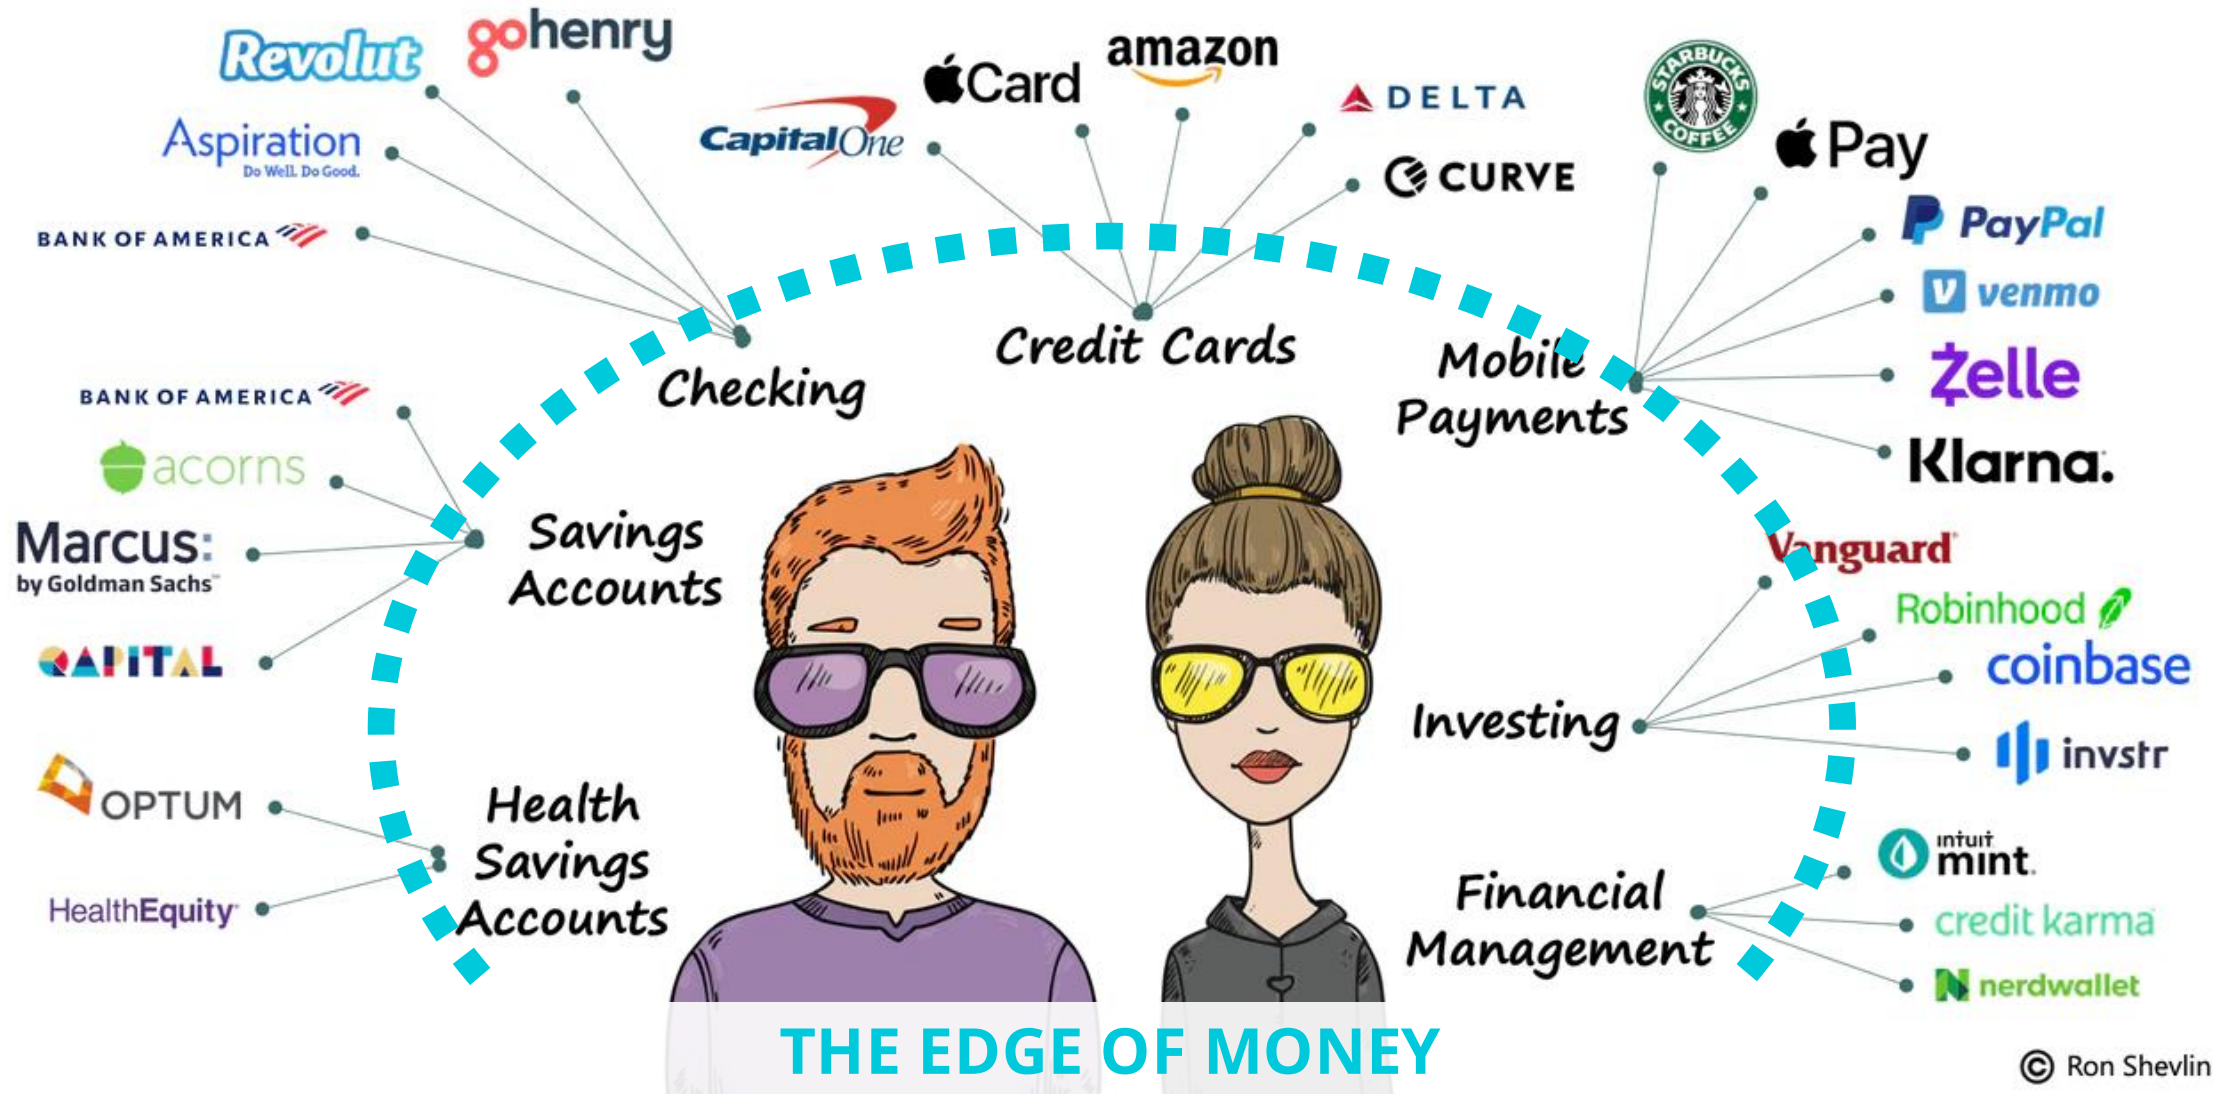 Revolut
gohenry
Aspiration
Do Well. Do Good.
BANK OF AMERICA
CapitalOne
Card
amazon
DELTA
CURVE
STARBUCKS
COFFEE
Pay
PayPal
V venmo
Zelle
Klarna.
Checking
Credit Cards
Mobile
Payments
BANK OF AMERICA
acorns
Marcus:
by Goldman Sachs
QAPITAL
Savings
Accounts
Vanguard
Robinhood
coinbase
invstr
Investing
OPTUM
HealthEquity
Health
Savings
Accounts
Financial
Management
intuit
mint.
credit karma
nerdwallet
THE EDGE OF MONEY
© Ron Shevlin